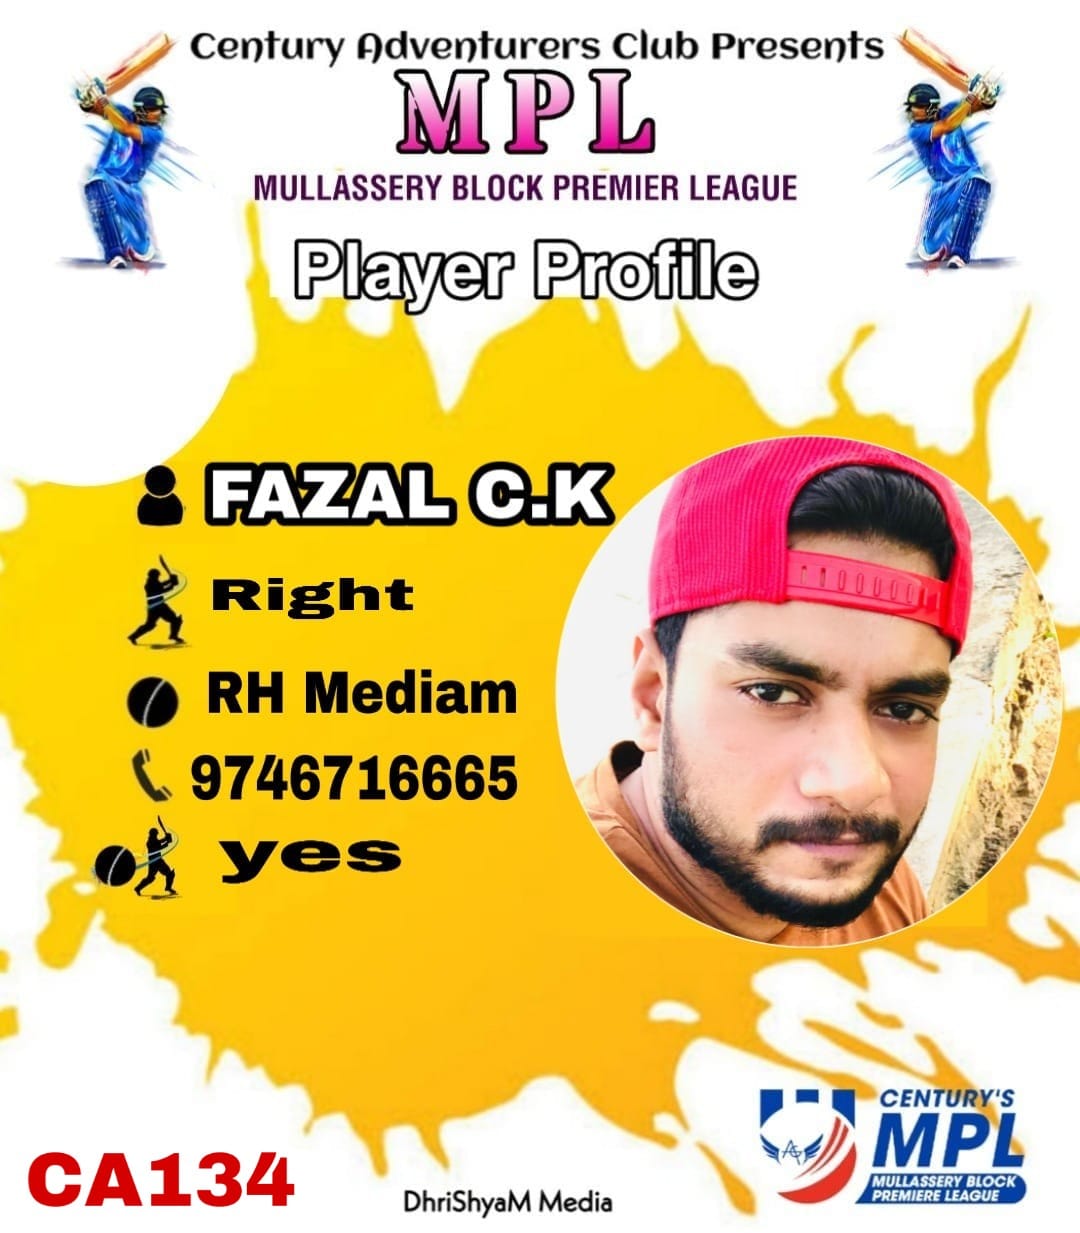 Century Adventurers Club Presents
MPL
MULLASSERY BLOCK PREMIER LEAGUE
Player Profile
FAZAL C.K
Right
RH Mediam
9746716665
yes
CENTURY'S
MPL
MULLASSERY BLOCK
PREMIERE LEAGUE
CA134
DhriShyaM Media